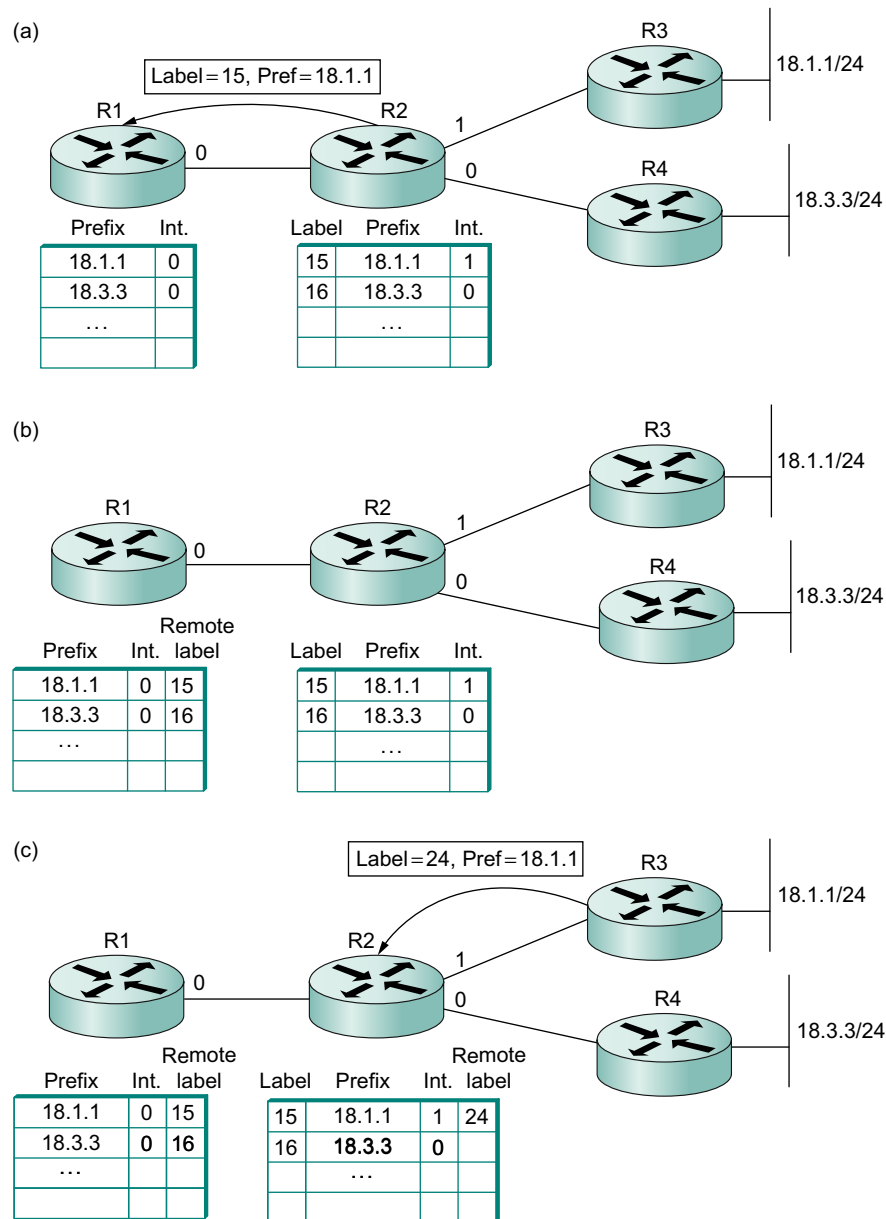 (a)
R3
18.1.1/24
Label=15, Pref=18.1.1
R1
R2
1
0
0
R4
18.3.3/24
Prefix Int.
18.1.1 0
18.3.3 0
...
Label Prefix Int.
15 18.1.1 1
16 18.3.3 0
...
(b)
R3
18.1.1/24
R1
R2
1
0
0
R4
18.3.3/24
Prefix Int. Remote label
18.1.1 0 15
18.3.3 0 16
...
Label Prefix Int.
15 18.1.1 1
16 18.3.3 0
...
(c)
Label=24, Pref=18.1.1
R3
18.1.1/24
R1
R2
1
0
0
R4
18.3.3/24
Prefix Int. Remote label
18.1.1 0 15
18.3.3 0 16
...
Label Prefix Int. Remote label
15 18.1.1 1 24
16 18.3.3 0
...